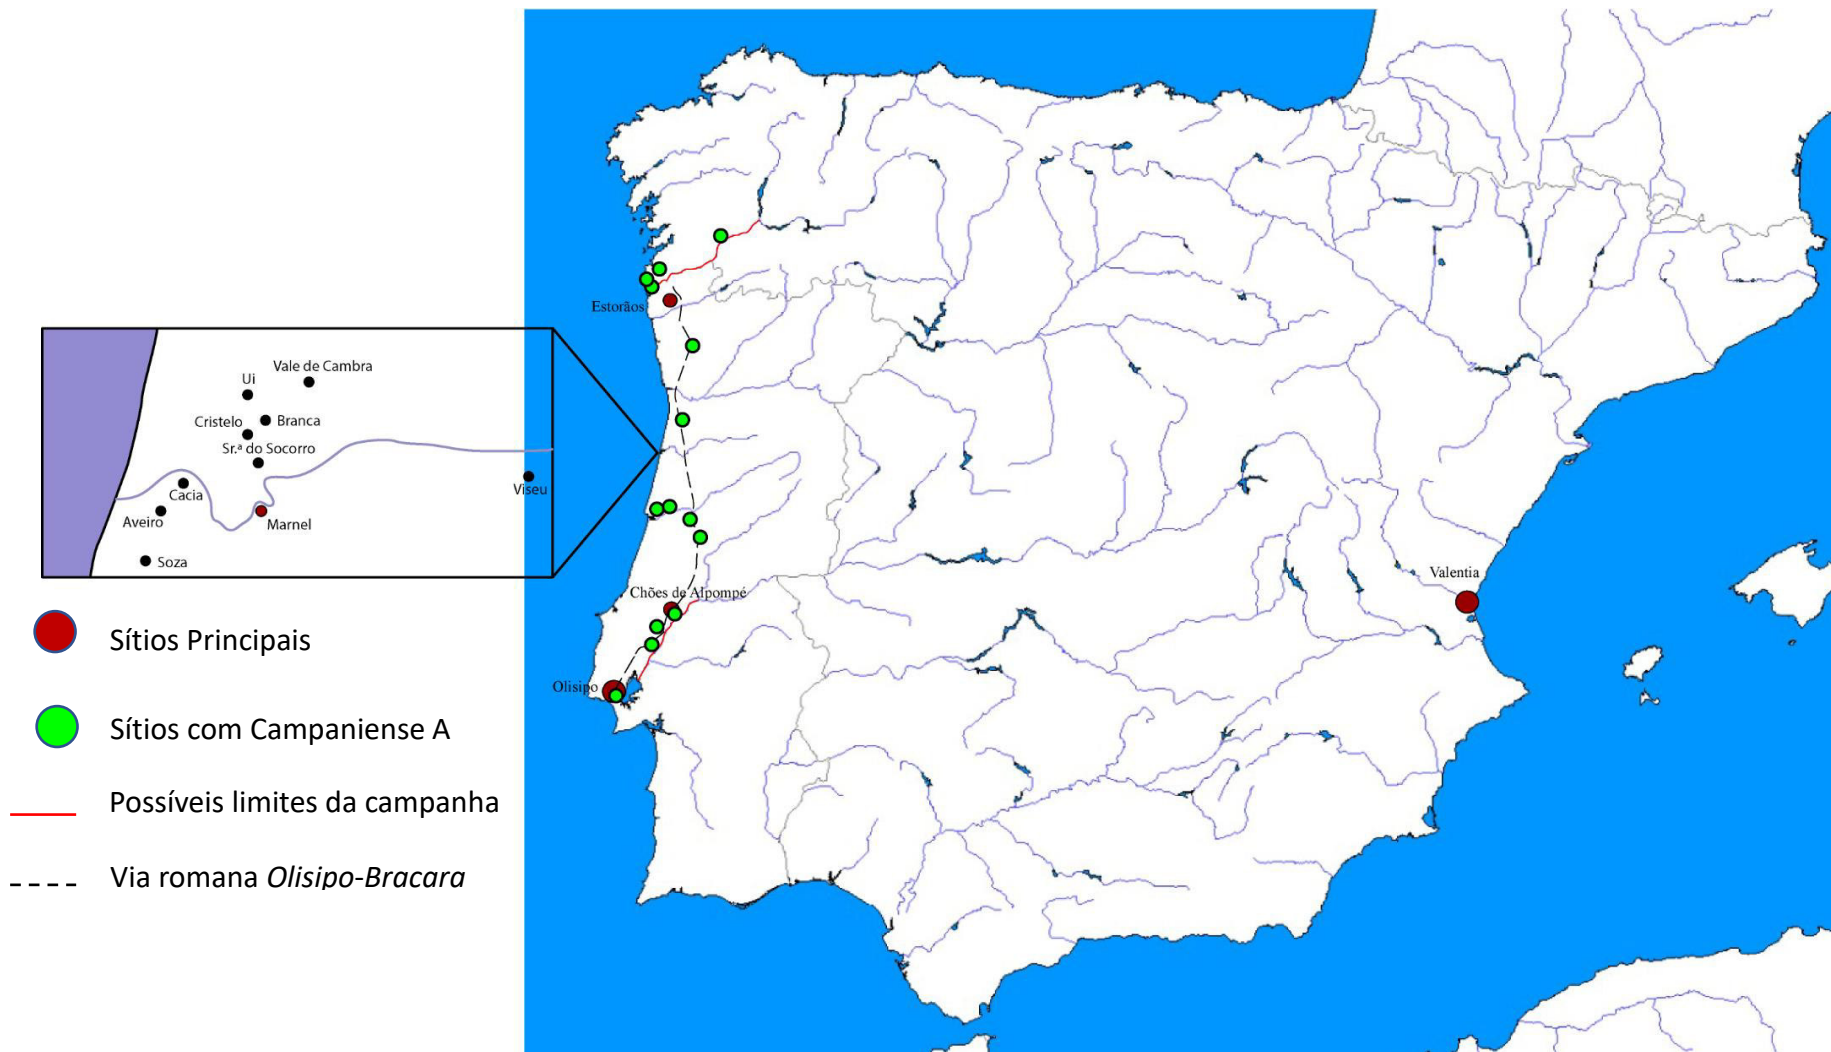 Estorãos
Vale de Cambra
Ui
Cristelo
Branca
Sr.ª do Socorro
Cacia
Viseu
Aveiro
Marnel
Soza
Chões de Alpompé
Valentia
Olisipo
Sítios Principais
Sítios com Campaniense A
Possíveis limites da campanha
Via romana Olisipo-Bracara